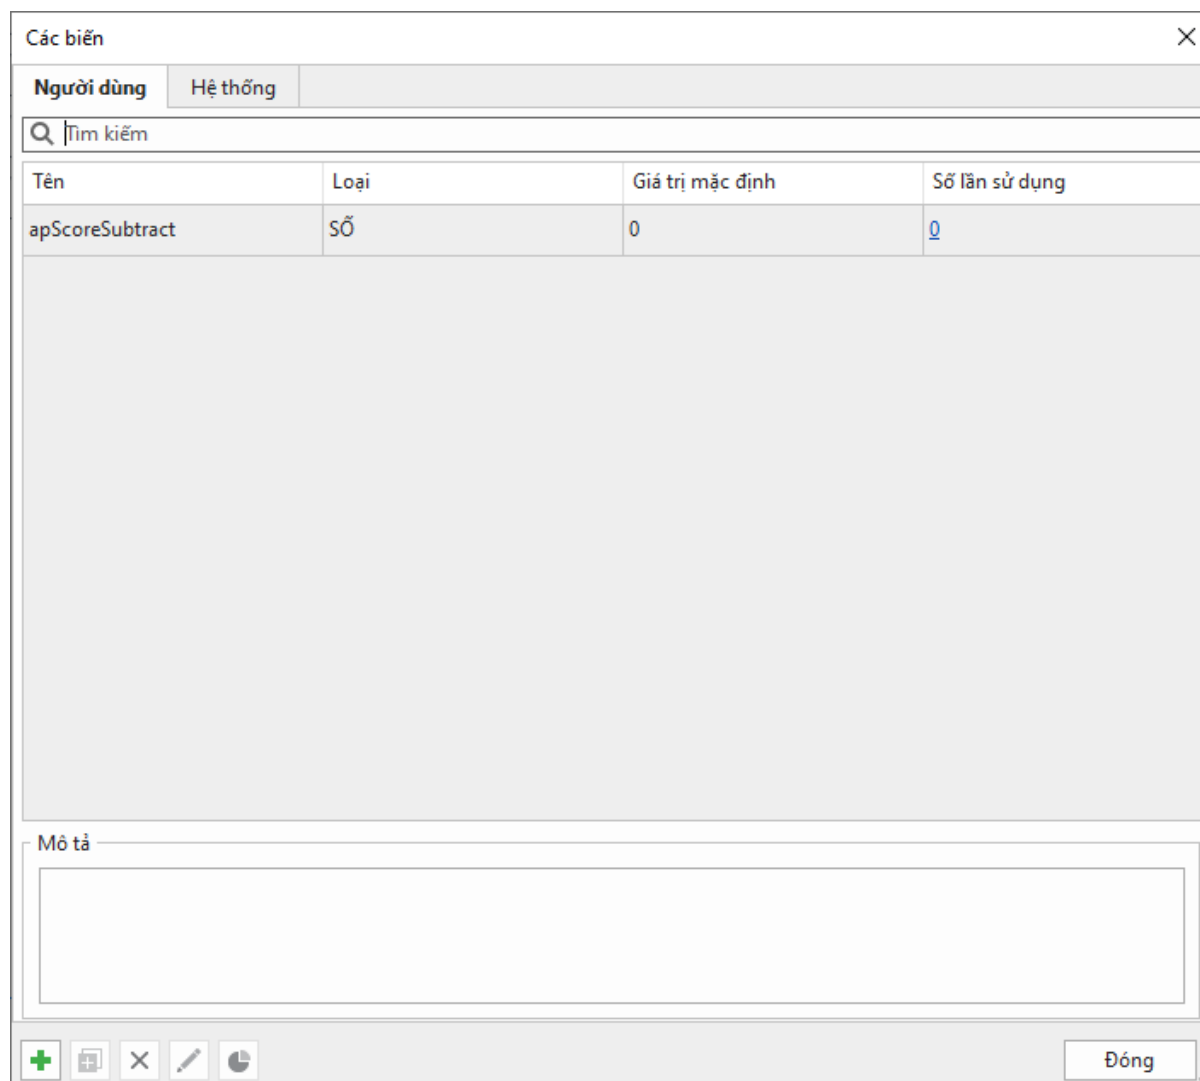 Các biến
Người dùng Hệ thống
Tìm kiếm
Tên Loại Giá trị mặc định Số lần sử dụng
apScoreSubtract SỐ 0 0
Mô tả
Đóng